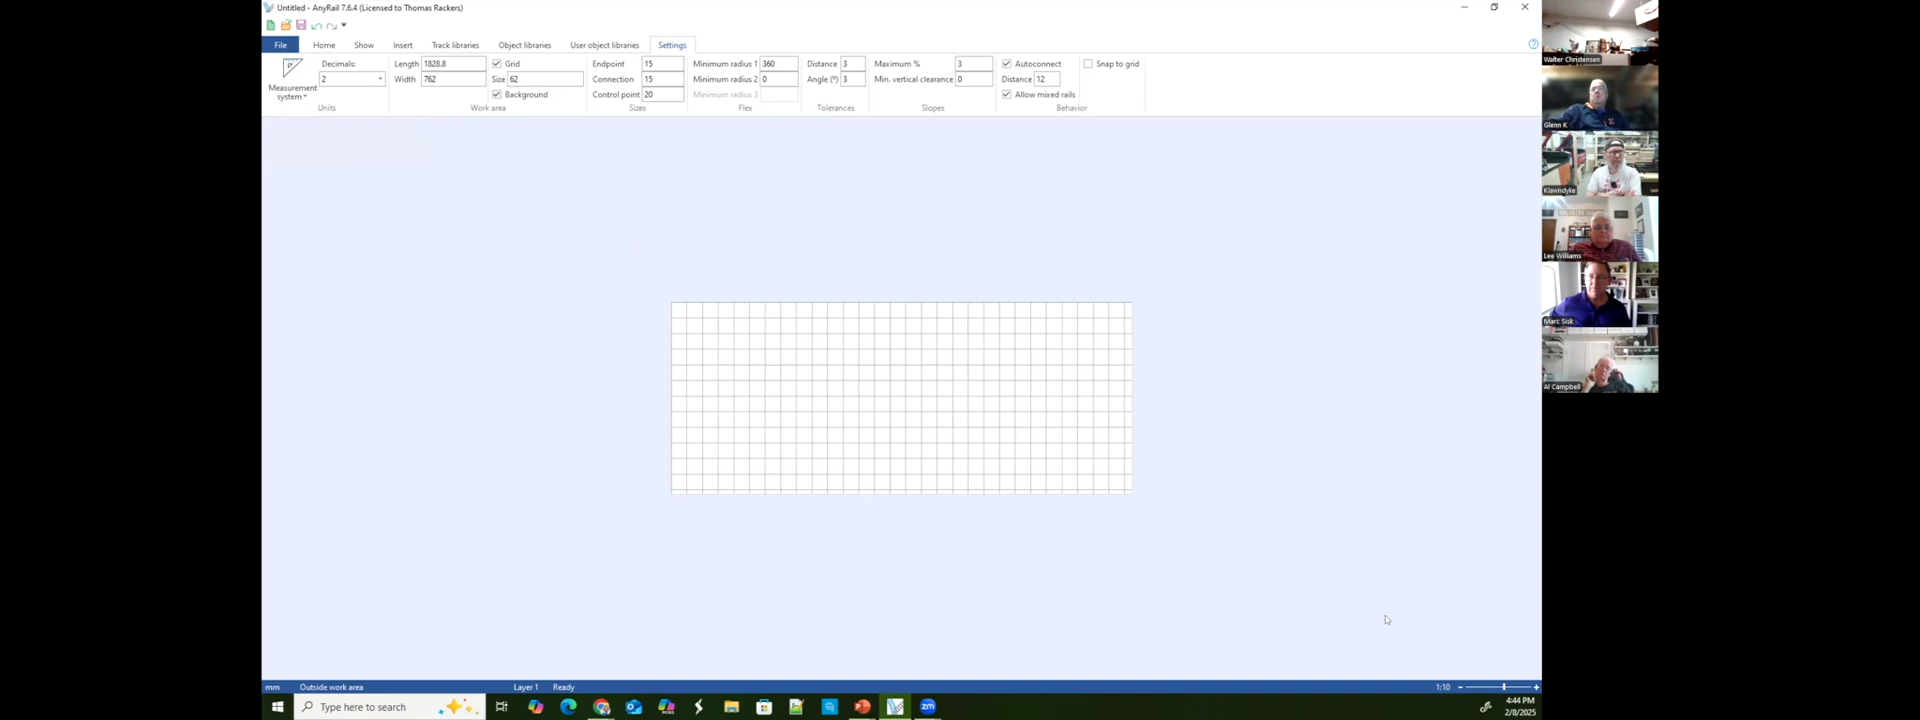 Untitled - AnyRail 7.6.4 (Licensed to Thomas Rackers)
File Home Show Insert Track libraries Object libraries User object libraries Settings
Decimals: Length 1828.8 Grid Endpoint 15 Minimum radius 1 360 Distance 3 Maximum % 3 Autoconnect Snap to grid
2 Width 762 Size 62 Connection 15 Minimum radius 2 0 Angle (°) 3 Min. vertical clearance 0 Distance 12
Measurement system Background Control point 20 Minimum radius 3 Allow mixed rails
Units Work area Sizes Flex Tolerances Slopes Behavior
Walter Christensen
Glenn K
Klawndyke
Lee Williams
Marc Sisk
Al Campbell
mm Outside work area Layer 1 Ready 1:10
Type here to search
zm
4:44 PM
2/8/2025